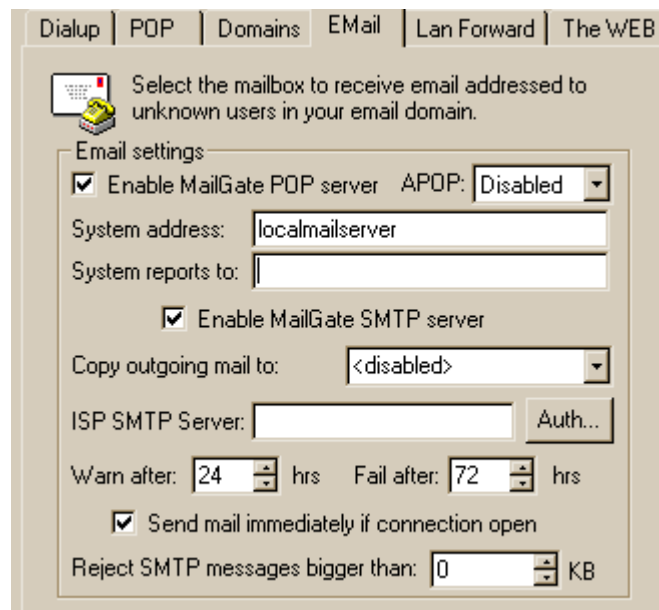 Dialup POP Domains EMail Lan Forward The WEB
Select the mailbox to receive email addressed to
unknown users in your email domain.
Email settings
Enable MailGate POP server APOP: Disabled
System address: localmailserver
System reports to:
Enable MailGate SMTP server
Copy outgoing mail to: <disabled>
ISP SMTP Server: Auth...
Warn after: 24 hrs Fail after: 72 hrs
Send mail immediately if connection open
Reject SMTP messages bigger than: 0 KB